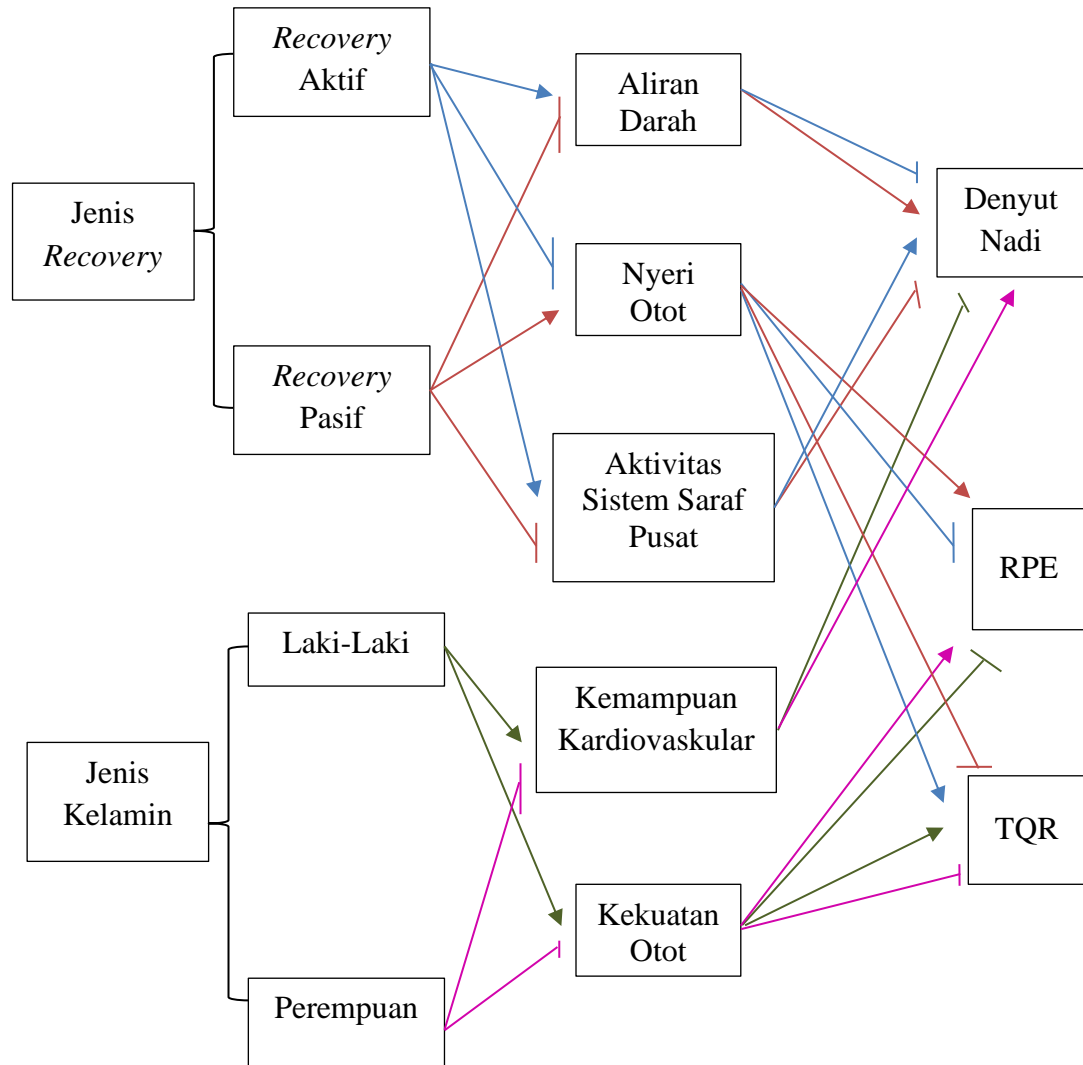 Jenis
Recovery
Recovery
Aktif
Recovery
Pasif
Aliran
Darah
Nyeri
Otot
Aktivitas
Sistem Saraf
Pusat
Denyut
Nadi
RPE
TQR
Jenis
Kelamin
Laki-Laki
Perempuan
Kemampuan
Kardiovaskular
Kekuatan
Otot